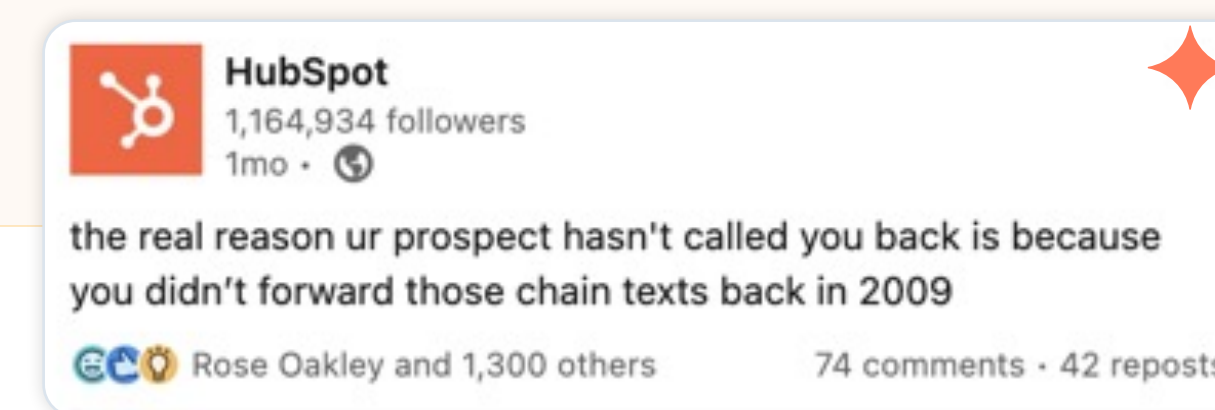 HubSpot
1,164,934 followers
1mo •
the real reason ur prospect hasn't called you back is because
you didn’t forward those chain texts back in 2009
Rose Oakley and 1,300 others
74 comments · 42 reposts